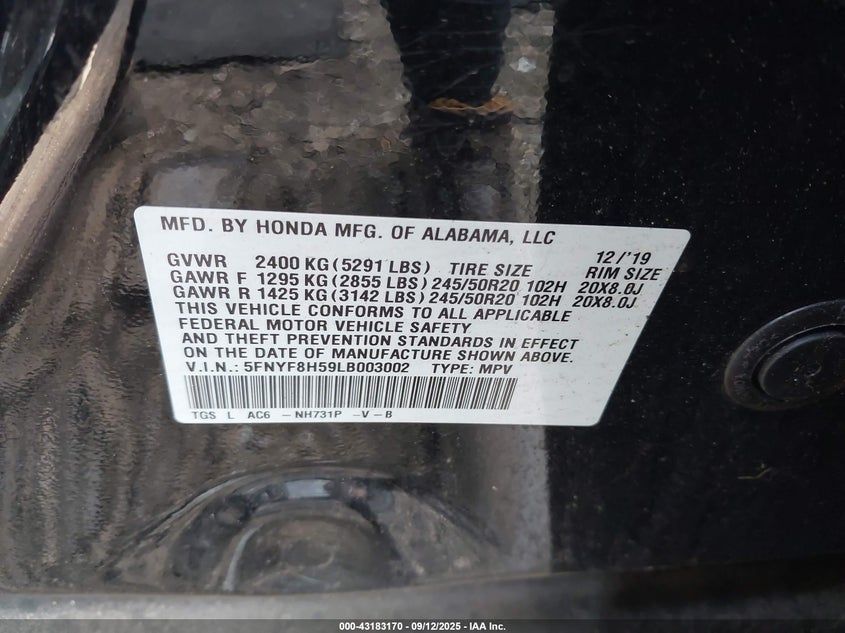 MFD. BY HONDA MFG. OF ALABAMA, LLC
12/'19
GVWR 2400 KG (5291 LBS) TIRE SIZE RIM SIZE
GAWR F 1295 KG (2855 LBS) 245/50R20 102H 20X8.0J
GAWR R 1425 KG (3142 LBS) 245/50R20 102H 20X8.0J
THIS VEHICLE CONFORMS TO ALL APPLICABLE
FEDERAL MOTOR VEHICLE SAFETY
AND THEFT PREVENTION STANDARDS IN EFFECT
ON THE DATE OF MANUFACTURE SHOWN ABOVE.
V.I.N.: 5FNYF8H59LB003002 TYPE: MPV
TGS L AC6 -NH731P -V-B
000-43183170 - 09/12/2025 - IAA Inc.